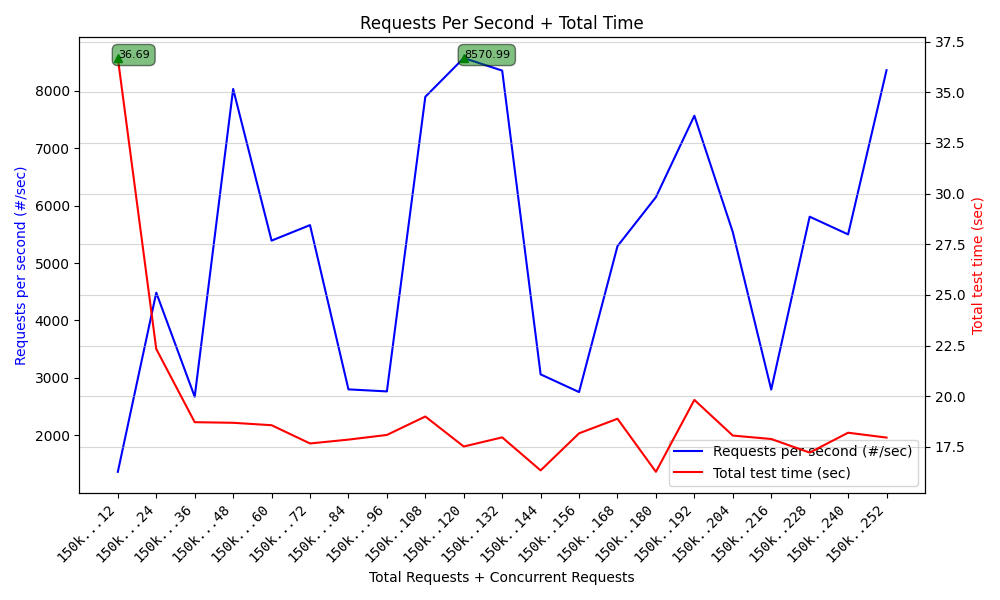 Requests Per Second + Total Time
36.69
8570.99
8000
7000
6000
5000
4000
3000
2000
Requests per second (#/sec)
37.5
35.0
32.5
30.0
27.5
25.0
22.5
20.0
17.5
Total test time (sec)
Requests per second (#/sec)
Total test time (sec)
150k...12
150k...24
150k...36
150k...48
150k...60
150k...72
150k...84
150k...96
150k..108
150k..120
150k..132
150k..144
150k..156
150k..168
150k..180
150k..192
150k..204
150k..216
150k..228
150k..240
150k..252
Total Requests + Concurrent Requests